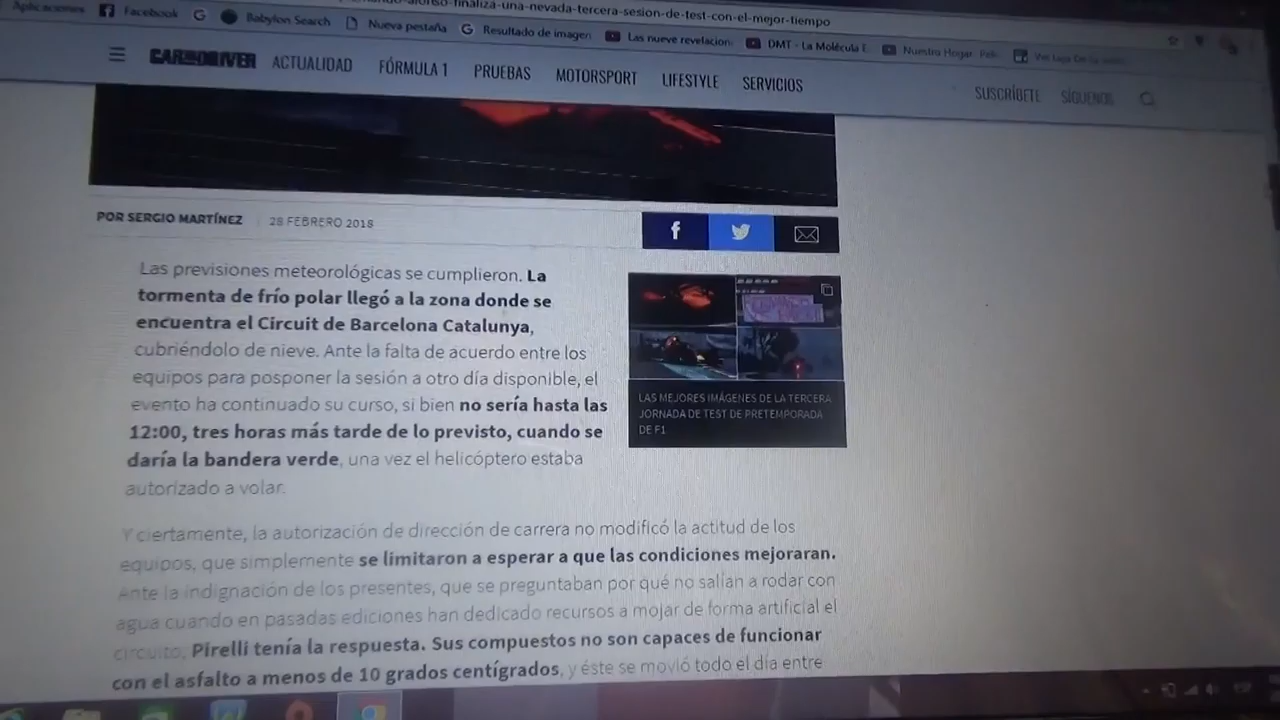 alonso-finaliza-una-nevada-tercera-sesion-de-test-con-el-mejor-tiempo
Aplicaciones Facebook Babylon Search Nueva pestaña Resultado de imagen Las nueve revelacion DMT - La Molécula E Nuestro Hogar
CAR AND DRIVER ACTUALIDAD FÓRMULA 1 PRUEBAS MOTORSPORT LIFESTYLE SERVICIOS SUSCRÍBETE SÍGUENOS
POR SERGIO MARTÍNEZ | 28 FEBRERO 2018
f
Las previsiones meteorológicas se cumplieron. La
tormenta de frío polar llegó a la zona donde se
encuentra el Circuit de Barcelona Catalunya,
cubriéndolo de nieve. Ante la falta de acuerdo entre los
equipos para posponer la sesión a otro día disponible, el
evento ha continuado su curso, si bien no sería hasta las
12:00, tres horas más tarde de lo previsto, cuando se
daría la bandera verde, una vez el helicóptero estaba
autorizado a volar.
LAS MEJORES IMÁGENES DE LA TERCERA
JORNADA DE TEST DE PRETEMPORADA
DE F1
Y ciertamente, la autorización de dirección de carrera no modificó la actitud de los
equipos, que simplemente se limitaron a esperar a que las condiciones mejoraran.
Ante la indignación de los presentes, que se preguntaban por qué no salían a rodar con
agua cuando en pasadas ediciones han dedicado recursos a mojar de forma artificial el
circuito, Pirelli tenía la respuesta. Sus compuestos no son capaces de funcionar
con el asfalto a menos de 10 grados centígrados, y éste se movió todo el día entre